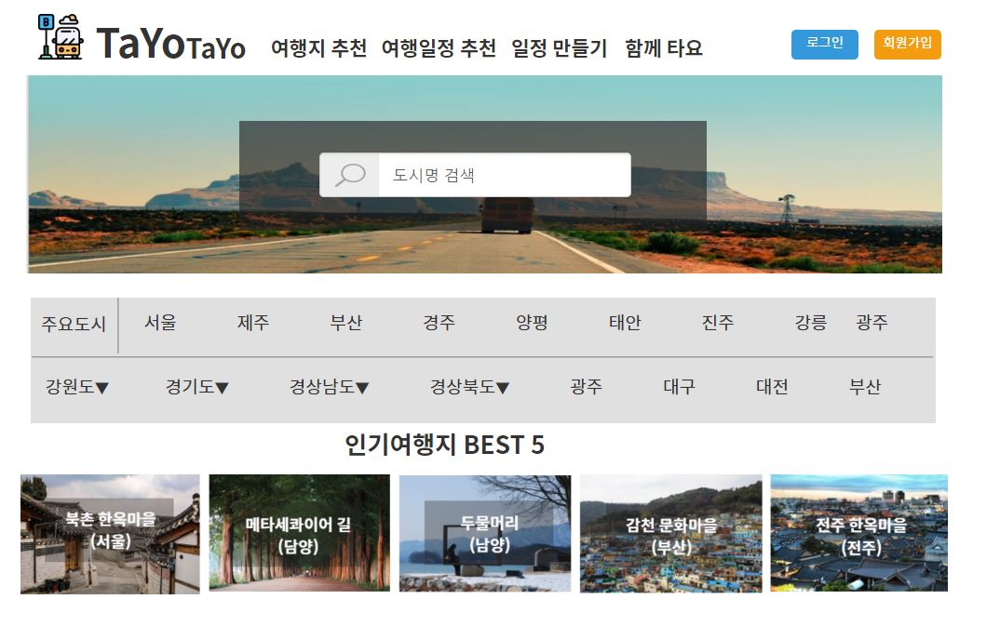 B
TaYoTaYo 여행지 추천 여행일정 추천 일정 만들기 함께 타요 로그인 회원가입
도시명 검색
주요도시 서울 제주 부산 경주 양평 태안 진주 강릉 광주
강원도▼ 경기도▼ 경상남도▼ 경상북도▼ 광주 대구 대전 부산
인기여행지 BEST 5
북촌 한옥마을
(서울)
메타세콰이어 길
(담양)
두물머리
(남양)
감천 문화마을
(부산)
전주 한옥마을
(전주)